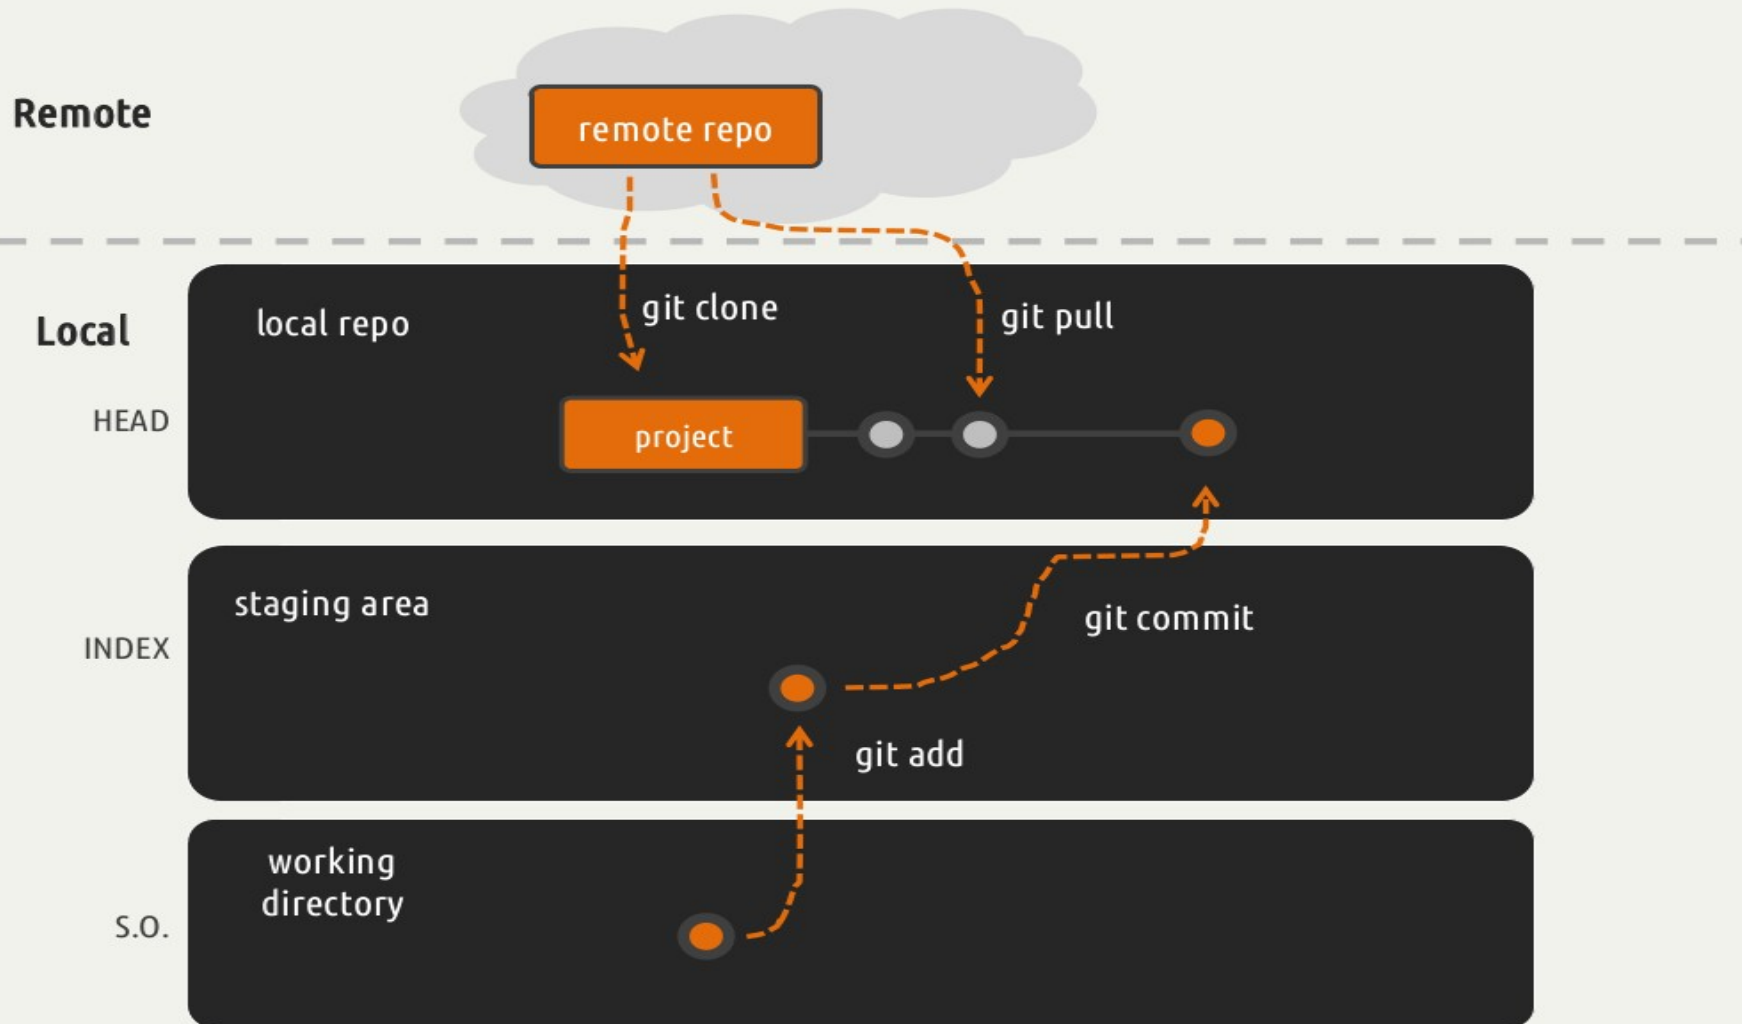 Remote
remote repo
Local
local repo
git clone
git pull
HEAD
project
staging area
INDEX
git commit
git add
working
directory
S.O.